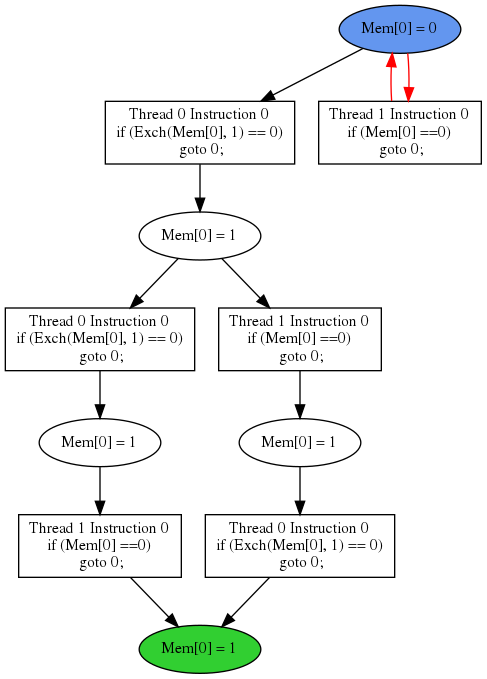 Mem[0] = 0
Thread 0 Instruction 0
if (Exch(Mem[0], 1) == 0)
goto 0;
Thread 1 Instruction 0
if (Mem[0] ==0)
goto 0;
Mem[0] = 1
Thread 0 Instruction 0
if (Exch(Mem[0], 1) == 0)
goto 0;
Thread 1 Instruction 0
if (Mem[0] ==0)
goto 0;
Mem[0] = 1
Mem[0] = 1
Thread 1 Instruction 0
if (Mem[0] ==0)
goto 0;
Thread 0 Instruction 0
if (Exch(Mem[0], 1) == 0)
goto 0;
Mem[0] = 1